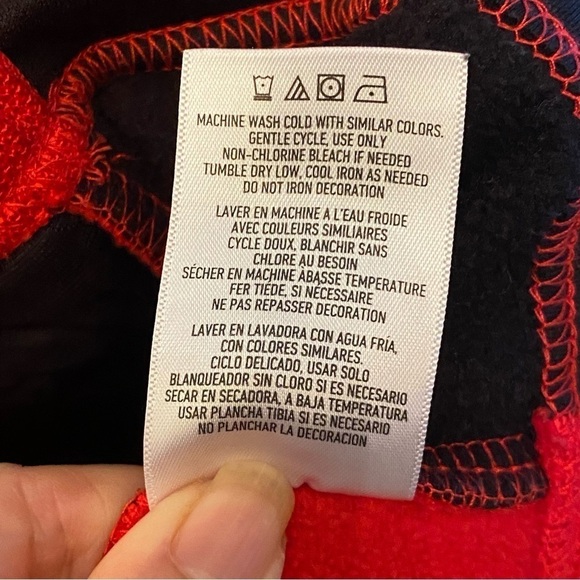 MACHINE WASH COLD WITH SIMILAR COLORS.
GENTLE CYCLE, USE ONLY
NON-CHLORINE BLEACH IF NEEDED
TUMBLE DRY LOW, COOL IRON AS NEEDED
DO NOT IRON DECORATION
LAVER EN MACHINE A L'EAU FROIDE
AVEC COULEURS SIMILIAIRES
CYCLE DOUX, BLANCHIR SANS
CHLORE AU BESOIN
SÉCHER EN MACHINE ÀBASSE TEMPERATURE
FER TIÈDE, SI NÉCESSAIRE
NE PAS REPASSER DECORATION
LAVER EN LAVADORA CON AGUA FRÍA,
CON COLORES SIMILARES.
CICLO DELICADO, USAR SOLO
BLANQUEADOR SIN CLORO SI ES NECESARIO
SECAR EN SECADORA, A BAJA TEMPERATURA
USAR PLANCHA TIBIA SI ES NECESARIO
NO PLANCHAR LA DECORACION